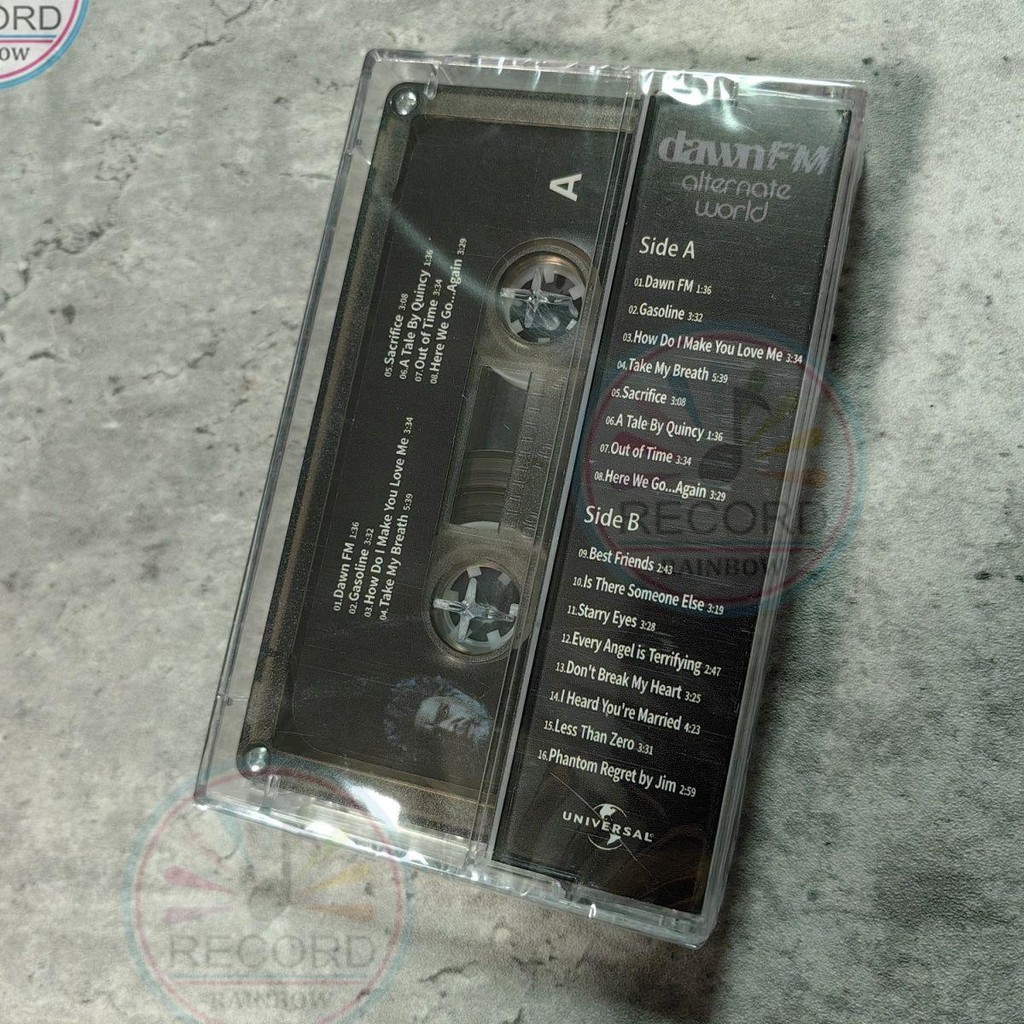 ORD
OW
A
05.Sacrifice 3:08
06.A Tale By Quincy 1:36
07.Out of Time 3:34
08.Here We Go...Again 3:29
01.Dawn FM 1:36
02.Gasoline 3:32
03.How Do I Make You Love Me 3:34
04.Take My Breath 5:39
dawn FM
alternate
world
Side A
01.Dawn FM 1:36
02.Gasoline 3:32
03.How Do I Make You Love Me 3:34
04.Take My Breath 5:39
05.Sacrifice 3:08
06.A Tale By Quincy 1:36
07.Out of Time 3:34
08.Here We Go...Again 3:29
Side B
09.Best Friends 2:43
10.Is There Someone Else 3:19
11.Starry Eyes 3:28
12.Every Angel is Terrifying 2:47
13.Don't Break My Heart 3:25
14.I Heard You're Married 4:23
15.Less Than Zero 3:31
16.Phantom Regret by Jim 2:59
UNIVERSAL
RECORD
RAINBOW
RECORD
RAINBOW